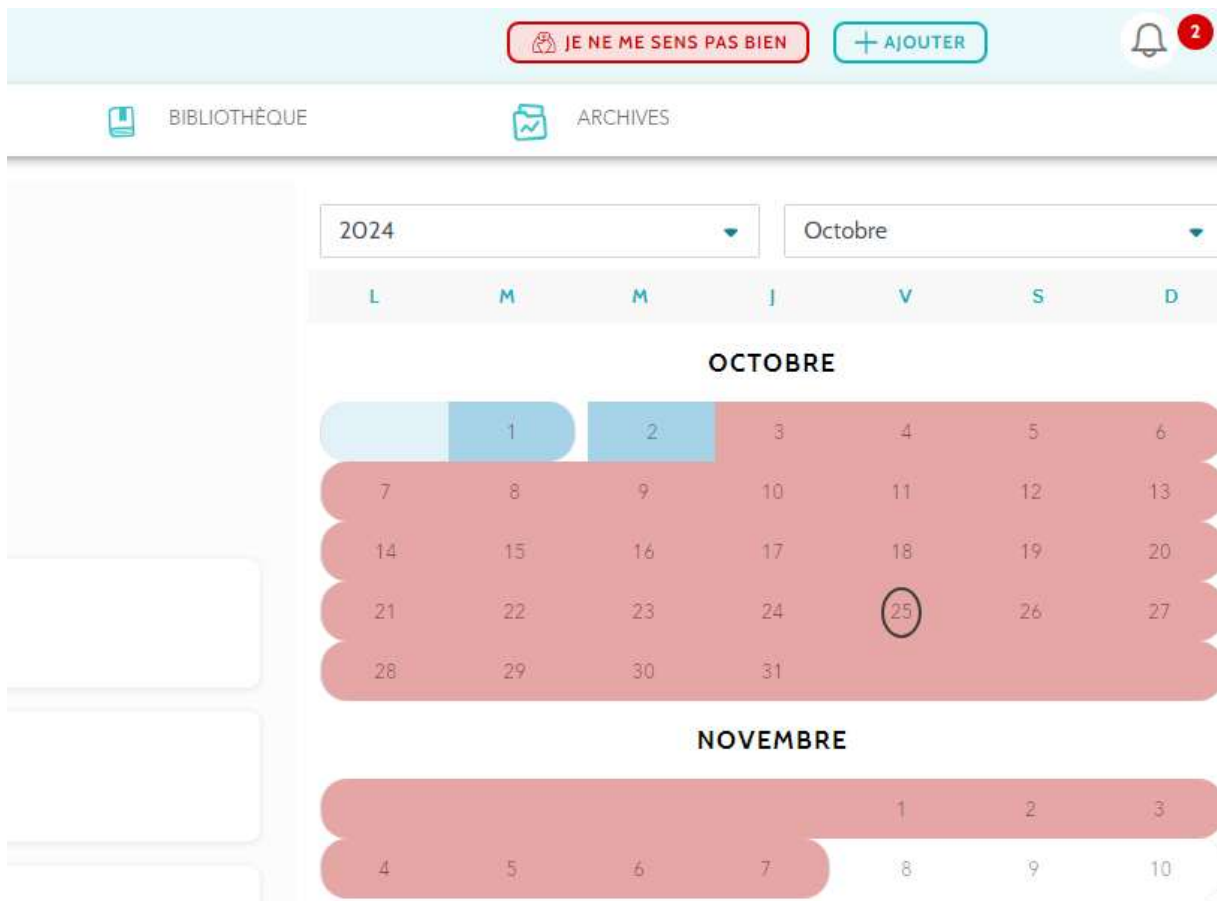 JE NE ME SENS PAS BIEN + AJOUTER 2
BIBLIOTHÈQUE ARCHIVES
2024 Octobre
L M M J V S D
OCTOBRE
1 2 3 4 5 6
7 8 9 10 11 12 13
14 15 16 17 18 19 20
21 22 23 24 25 26 27
28 29 30 31
NOVEMBRE
1 2 3
4 5 6 7 8 9 10